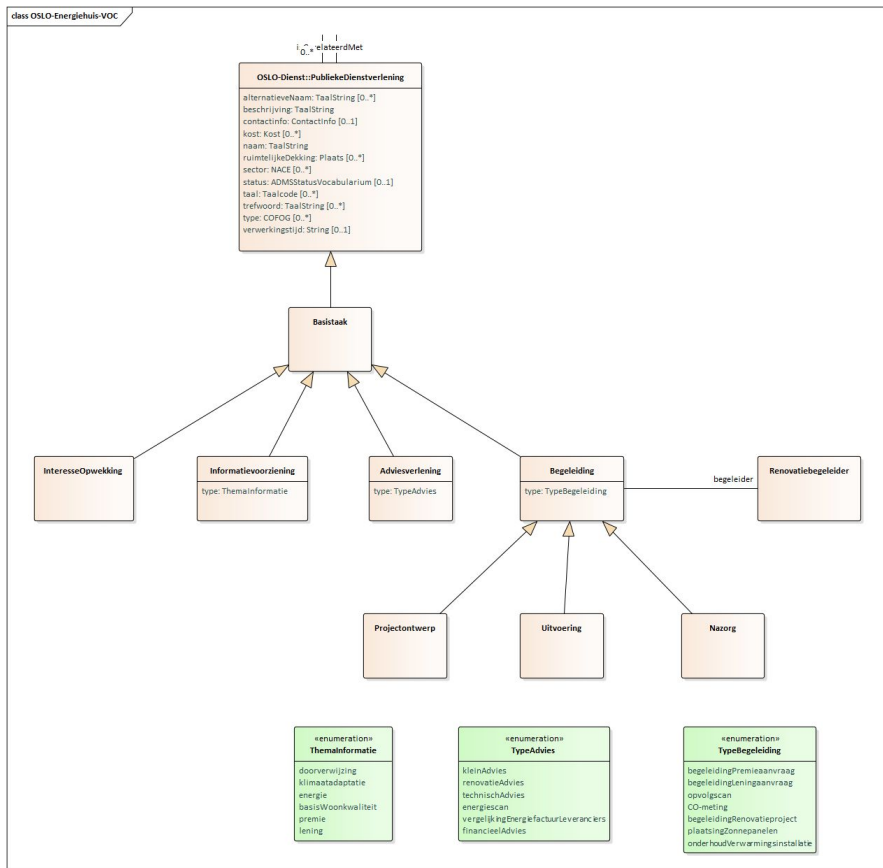 class OSLO-Energiehuis-VOC
0..*
OSLO-Dienst::PubliekeDienstverlening
alternatieveNaam: TaalString [0..*]
beschrijving: TaalString
contactinfo: ContactInfo [0..1]
kost: Kost [0..*]
naam: TaalString
ruimtelijkeDekking: Plaats [0..*]
sector: NACE [0..*]
status: ADMSStatusVocabularium [0..1]
taal: Taalcode [0..*]
trefwoord: TaalString [0..*]
type: COFOG [0..*]
verwerkingstijd: String [0..1]
Basistaak
InteresseOpwekking
Informatievoorziening
type: ThemaInformatie
Adviesverlening
type: TypeAdvies
Begeleiding
type: TypeBegeleiding
begeleider
Renovatiebegeleider
Projectontwerp
Uitvoering
Nazorg
«enumeration»
ThemaInformatie
doorverwijzing
klimaatadaptatie
energie
basisWoonkwaliteit
premie
lening
«enumeration»
TypeAdvies
kleinAdvies
renovatieAdvies
technischAdvies
energiescan
vergelijkingEnergiefactuurLeveranciers
financieelAdvies
«enumeration»
TypeBegeleiding
begeleidingPremieaanvraag
begeleidingLeningaanvraag
opvolgscan
CO-meting
begeleidingRenovatieproject
plaatsingZonnepanelen
onderhoudVerwarmingsinstallatie